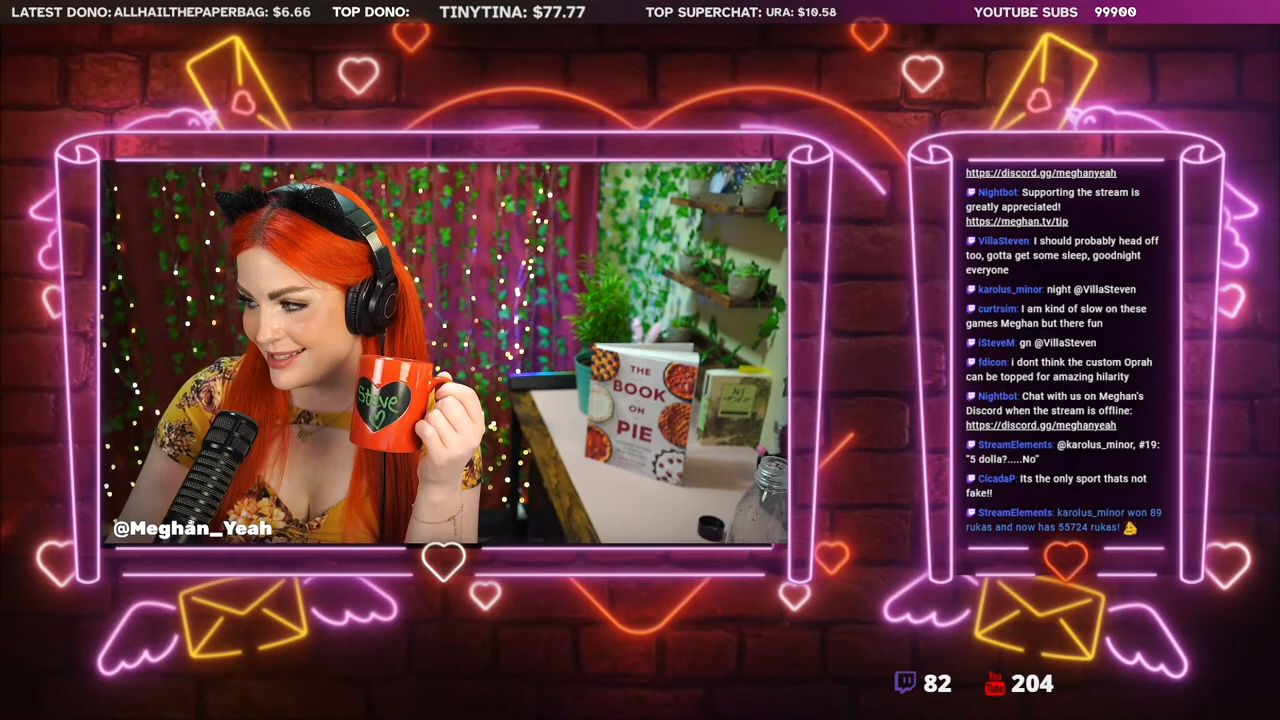 LATEST DONO: ALLHAILTHEPAPERBAG: $6.66 TOP DONO: TINYTINA: $77.77 TOP SUPERCHAT: URA: $10.58 YOUTUBE SUBS 99900
https://discord.gg/meghanyeah
Nightbot: Supporting the stream is
greatly appreciated!
https://meghan.tv/tip
VillaSteven: I should probably head off
too, gotta get some sleep, goodnight
everyone
karolus_minor: night @VillaSteven
curtrsim: I am kind of slow on these
games Meghan but there fun
iSteveM: gn @VillaSteven
fdicon: i dont think the custom Oprah
can be topped for amazing hilarity
Nightbot: Chat with us on Meghan's
Discord when the stream is offline:
https://discord.gg/meghanyeah
StreamElements: @karolus_minor, #19:
"5 dolla?.....No"
CicadaP: Its the only sport thats not
fake!!
StreamElements: karolus_minor won 89
rukas and now has 55724 rukas!
Steve
THE
BOOK
ON
PIE
@Meghan_Yeah
82
You
Tube
204